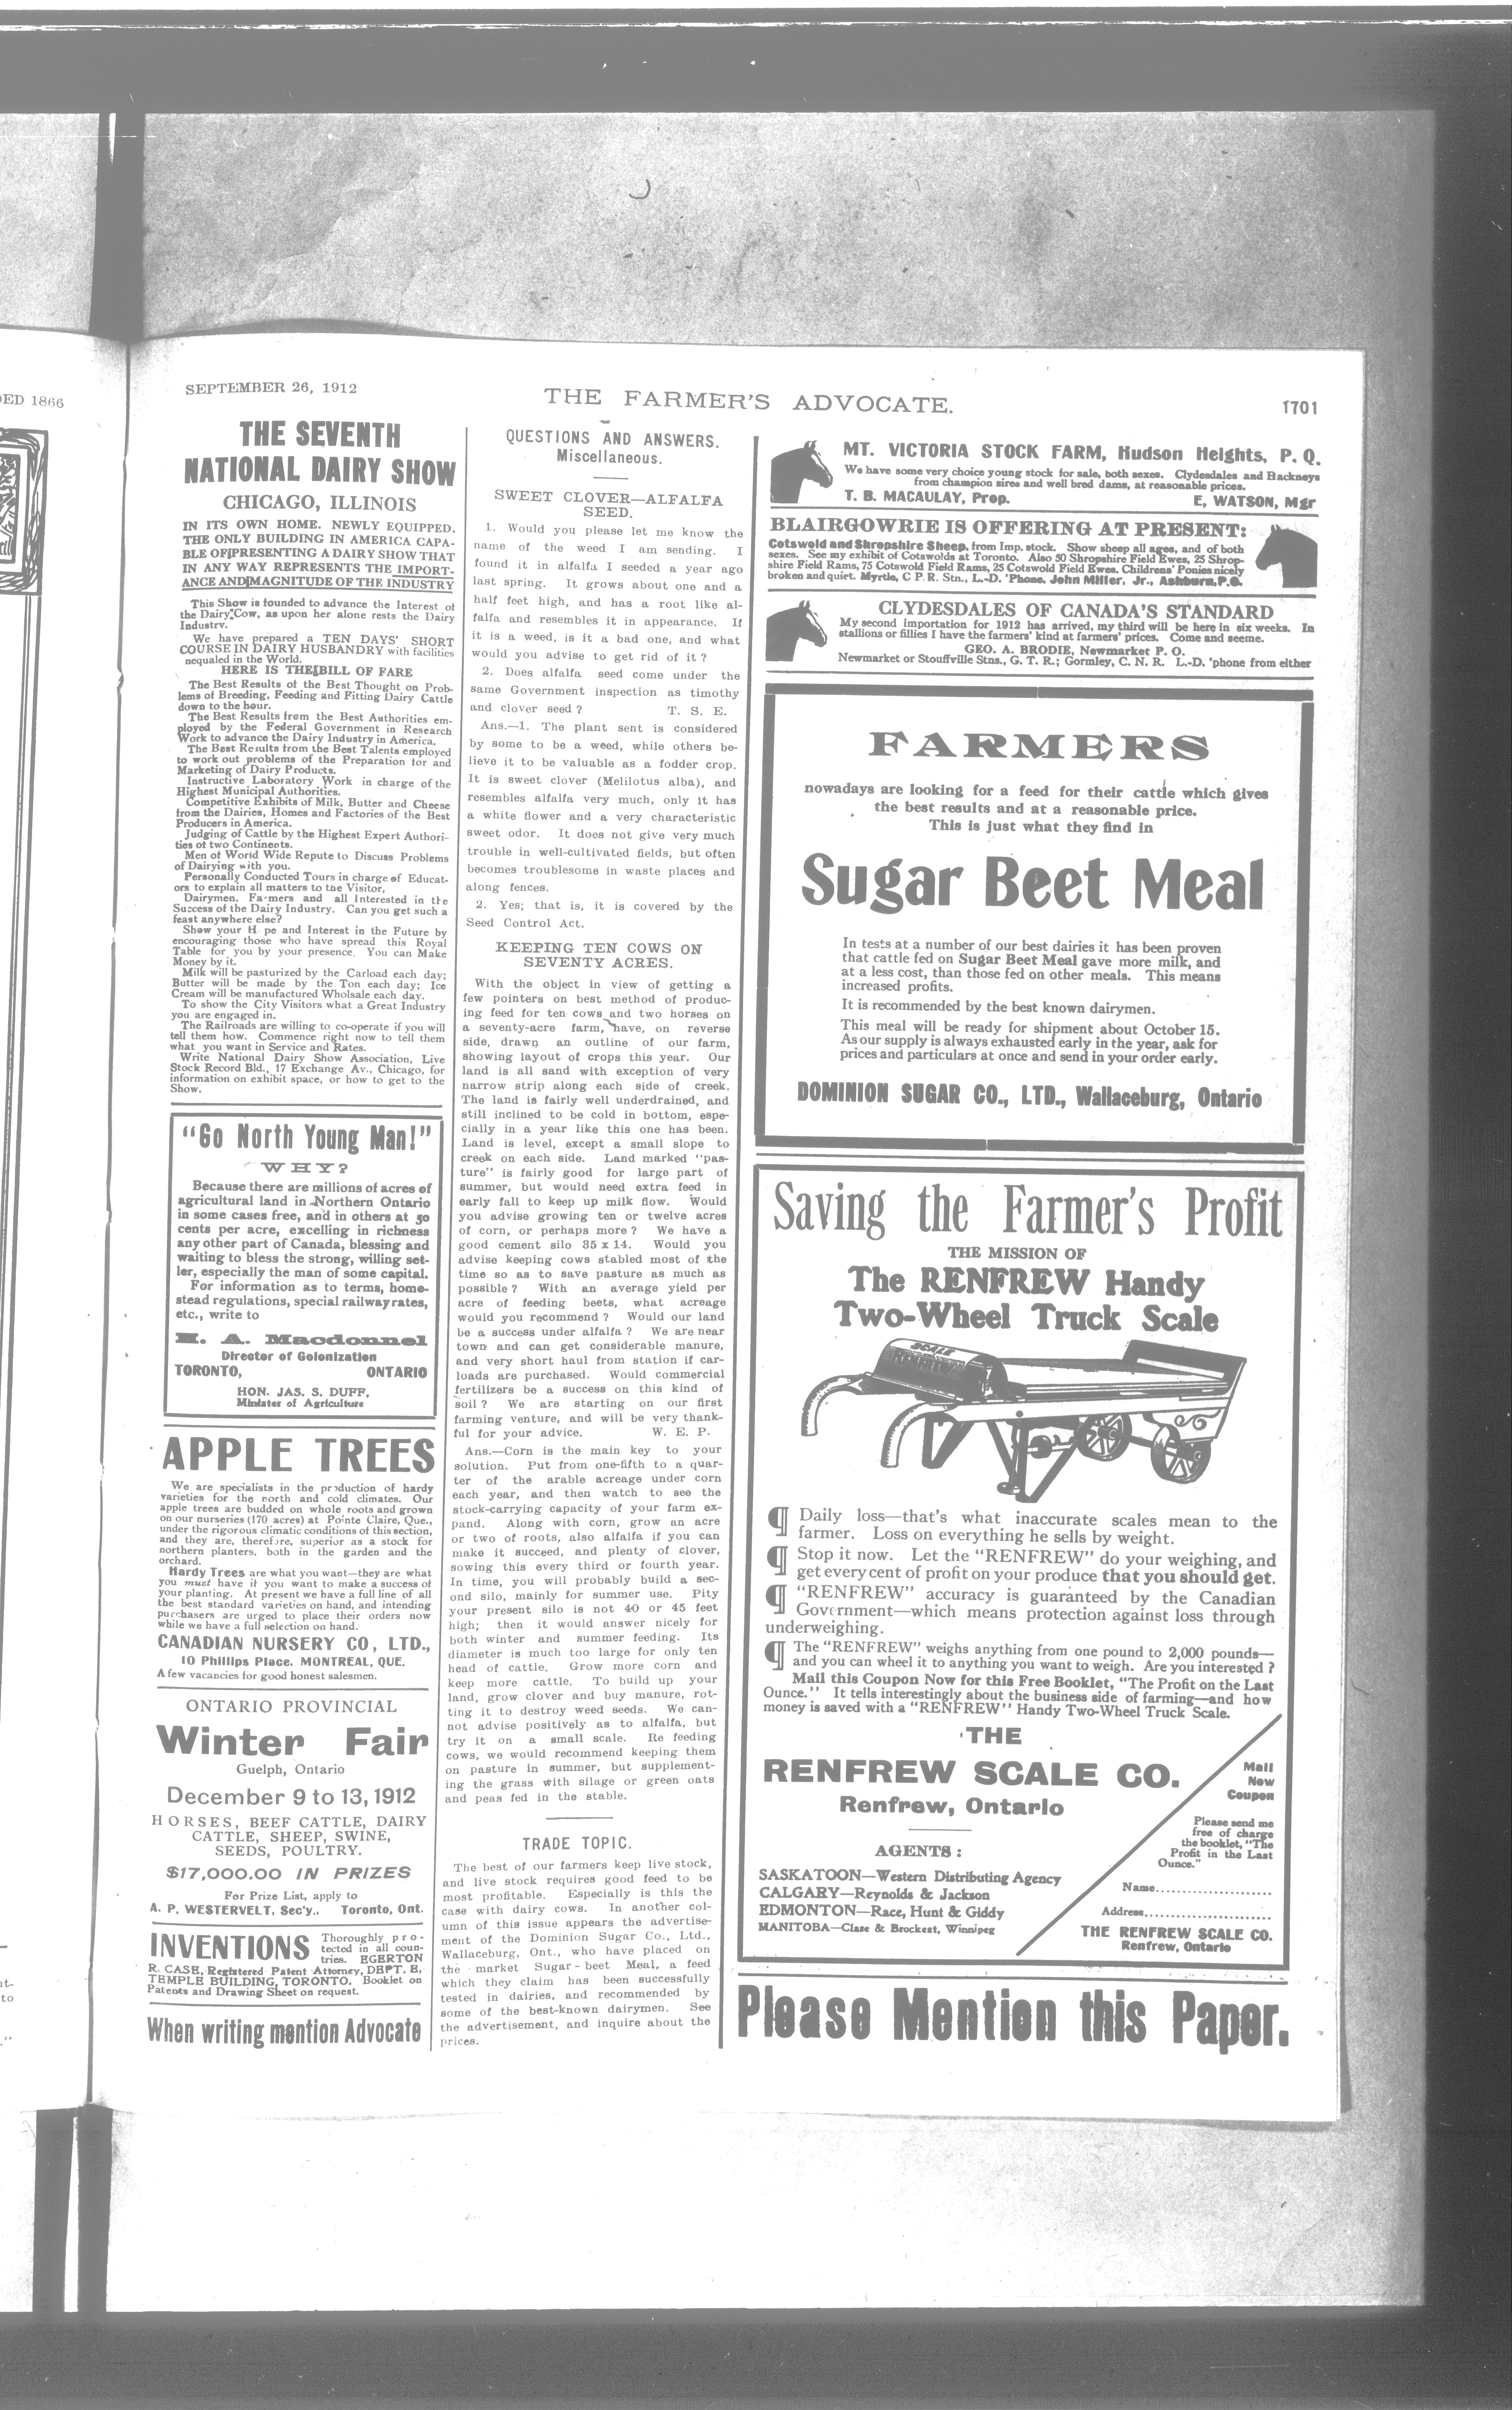 DED 1866
SEPTEMBER 26, 1912
THE FARMER'S ADVOCATE.
1701
THE SEVENTH
NATIONAL DAIRY SHOW
CHICAGO, ILLINOIS
IN ITS OWN HOME. NEWLY EQUIPPED.
THE ONLY BUILDING IN AMERICA CAPA-
BLE OF PRESENTING A DAIRY SHOW THAT
IN ANY WAY REPRESENTS THE IMPORT-
ANCE AND MAGNITUDE OF THE INDUSTRY
This Show is founded to advance the Interest of
the Dairy Cow, as upon her alone rests the Dairy
Industry.
We have prepared a TEN DAYS' SHORT
COURSE IN DAIRY HUSBANDRY with facilities
nequaled in the World.
HERE IS THE BILL OF FARE
The Best Results of the Best Thought on Prob-
lems of Breeding, Feeding and Fitting Dairy Cattle
down to the hour.
The Best Results from the Best Authorities em-
ployed by the Federal Government in Research
Work to advance the Dairy Industry in America.
The Best Results from the Best Talents employed
to work out problems of the Preparation for and
Marketing of Dairy Products.
Instructive Laboratory Work in charge of the
Highest Municipal Authorities.
Competitive Exhibits of Milk, Butter and Cheese
from the Dairies, Homes and Factories of the Best
Producers in America.
Judging of Cattle by the Highest Expert Authori-
ties of two Continents.
Men of World Wide Repute to Discuss Problems
of Dairying with you.
Personally Conducted Tours in charge of Educat-
ors to explain all matters to the Visitor,
Dairymen, Farmers and all Interested in the
Success of the Dairy Industry. Can you get such a
feast anywhere else?
Show your H pe and Interest in the Future by
encouraging those who have spread this Royal
Table for you by your presence. You can Make
Money by it.
Milk will be pasturized by the Carload each day;
Butter will be made by the Ton each day; Ice
Cream will be manufactured Wholsale each day.
To show the City Visitors what a Great Industry
you are engaged in.
The Railroads are willing to co-operate if you will
tell them how. Commence right now to tell them
what you want in Service and Rates.
Write National Dairy Show Association, Live
Stock Record Bld., 17 Exchange Av., Chicago, for
information on exhibit space, or how to get to the
Show.
"Go North Young Man!"
WHY?
Because there are millions of acres of
agricultural land in Northern Ontario
in some cases free, and in others at 50
cents per acre, excelling in richness
any other part of Canada, blessing and
waiting to bless the strong, willing set-
ler, especially the man of some capital.
For information as to terms, home-
stead regulations, special railway rates,
etc., write to
H. A. Macdonnel
Director of Colonization
TORONTO, ONTARIO
HON. JAS. S. DUFF,
Minister of Agriculture
APPLE TREES
We are specialists in the production of hardy
varieties for the north and cold climates. Our
apple trees are budded on whole roots and grown
on our nurseries (170 acres) at Pointe Claire, Que.,
under the rigorous climatic conditions of this section,
and they are, therefore, superior as a stock for
northern planters, both in the garden and the
orchard.
Hardy Trees are what you want—they are what
you must have if you want to make a success of
your planting. At present we have a full line of all
the best standard varieties on hand, and intending
purchasers are urged to place their orders now
while we have a full selection on hand.
CANADIAN NURSERY CO, LTD.,
10 Phillips Place. MONTREAL, QUE.
A few vacancies for good honest salesmen.
ONTARIO PROVINCIAL
Winter Fair
Guelph, Ontario
December 9 to 13, 1912
HORSES, BEEF CATTLE, DAIRY
CATTLE, SHEEP, SWINE,
SEEDS, POULTRY.
$17,000.00 IN PRIZES
For Prize List, apply to
A. P. WESTERVELT, Sec'y., Toronto, Ont.
INVENTIONS Thoroughly pro-
tected in all coun-
tries. EGERTON
R. CASE, Registered Patent Attorney, DEPT. E,
TEMPLE BUILDING, TORONTO. Booklet on
Patents and Drawing Sheet on request.
When writing mention Advocate
QUESTIONS AND ANSWERS.
Miscellaneous.
SWEET CLOVER—ALFALFA
SEED.
1. Would you please let me know the
name of the weed I am sending. I
found it in alfalfa I seeded a year ago
last spring. It grows about one and a
half feet high, and has a root like al-
falfa and resembles it in appearance. If
it is a weed, is it a bad one, and what
would you advise to get rid of it ?
2. Does alfalfa seed come under the
same Government inspection as timothy
and clover seed ? T. S. E.
Ans.—1. The plant sent is considered
by some to be a weed, while others be-
lieve it to be valuable as a fodder crop.
It is sweet clover (Melilotus alba), and
resembles alfalfa very much, only it has
a white flower and a very characteristic
sweet odor. It does not give very much
trouble in well-cultivated fields, but often
becomes troublesome in waste places and
along fences.
2. Yes; that is, it is covered by the
Seed Control Act.
KEEPING TEN COWS ON
SEVENTY ACRES.
With the object in view of getting a
few pointers on best method of produc-
ing feed for ten cows and two horses on
a seventy-acre farm, have, on reverse
side, drawn an outline of our farm,
showing layout of crops this year. Our
land is all sand with exception of very
narrow strip along each side of creek.
The land is fairly well underdrained, and
still inclined to be cold in bottom, espe-
cially in a year like this one has been.
Land is level, except a small slope to
creek on each side. Land marked "pas-
ture" is fairly good for large part of
summer, but would need extra feed in
early fall to keep up milk flow. Would
you advise growing ten or twelve acres
of corn, or perhaps more ? We have a
good cement silo 35 x 14. Would you
advise keeping cows stabled most of the
time so as to save pasture as much as
possible ? With an average yield per
acre of feeding beets, what acreage
would you recommend ? Would our land
be a success under alfalfa ? We are near
town and can get considerable manure,
and very short haul from station if car-
loads are purchased. Would commercial
fertilizers be a success on this kind of
soil ? We are starting on our first
farming venture, and will be very thank-
ful for your advice. W. E. P.
Ans.—Corn is the main key to your
solution. Put from one-fifth to a quar-
ter of the arable acreage under corn
each year, and then watch to see the
stock-carrying capacity of your farm ex-
pand. Along with corn, grow an acre
or two of roots, also alfalfa if you can
make it succeed, and plenty of clover,
sowing this every third or fourth year.
In time, you will probably build a sec-
ond silo, mainly for summer use. Pity
your present silo is not 40 or 45 feet
high; then it would answer nicely for
both winter and summer feeding. Its
diameter is much too large for only ten
head of cattle. Grow more corn and
keep more cattle. To build up your
land, grow clover and buy manure, rot-
ting it to destroy weed seeds. We can-
not advise positively as to alfalfa, but
try it on a small scale. Re feeding
cows, we would recommend keeping them
on pasture in summer, but supplement-
ing the grass with silage or green oats
and peas fed in the stable.
TRADE TOPIC.
The best of our farmers keep live stock,
and live stock requires good feed to be
most profitable. Especially is this the
case with dairy cows. In another col-
umn of this issue appears the advertise-
ment of the Dominion Sugar Co., Ltd.,
Wallaceburg, Ont., who have placed on
the market Sugar-beet Meal, a feed
which they claim has been successfully
tested in dairies, and recommended by
some of the best-known dairymen. See
the advertisement, and inquire about the
prices.
MT. VICTORIA STOCK FARM, Hudson Heights, P. Q.
We have some very choice young stock for sale, both sexes. Clydesdales and Hackneys
from champion sires and well bred dams, at reasonable prices.
T. B. MACAULAY, Prop. E, WATSON, Mgr
BLAIRGOWRIE IS OFFERING AT PRESENT:
Cotswold and Shropshire Sheep, from Imp. stock. Show sheep all ages, and of both
sexes. See my exhibit of Cotswolds at Toronto. Also 50 Shropshire Field Ewes, 25 Shrop-
shire Field Rams, 75 Cotswold Field Rams, 25 Cotswold Field Ewes. Childrens' Ponies nicely
broken and quiet. Myrtle, C P.R. Stn., L.-D. 'Phone. John Miller, Jr., Ashburn, P.O.
CLYDESDALES OF CANADA'S STANDARD
My second importation for 1912 has arrived, my third will be here in six weeks. In
stallions or fillies I have the farmers' kind at farmers' prices. Come and seeme.
GEO. A. BRODIE, Newmarket P. O.
Newmarket or Stouffville Stns., G. T. R.; Gormley, C. N. R. L.-D. 'phone from either
FARMERS
nowadays are looking for a feed for their cattle which gives
the best results and at a reasonable price.
This is just what they find in
Sugar Beet Meal
In tests at a number of our best dairies it has been proven
that cattle fed on Sugar Beet Meal gave more milk, and
at a less cost, than those fed on other meals. This means
increased profits.
It is recommended by the best known dairymen.
This meal will be ready for shipment about October 15.
As our supply is always exhausted early in the year, ask for
prices and particulars at once and send in your order early.
DOMINION SUGAR CO., LTD., Wallaceburg, Ontario
Saving the Farmer's Profit
THE MISSION OF
The RENFREW Handy
Two-Wheel Truck Scale
SCALE
RENFREW
¶ Daily loss—that's what inaccurate scales mean to the
farmer. Loss on everything he sells by weight.
¶ Stop it now. Let the "RENFREW" do your weighing, and
get every cent of profit on your produce that you should get.
¶ "RENFREW" accuracy is guaranteed by the Canadian
Government—which means protection against loss through
underweighing.
¶ The "RENFREW" weighs anything from one pound to 2,000 pounds—
and you can wheel it to anything you want to weigh. Are you interested ?
Mail this Coupon Now for this Free Booklet, "The Profit on the Last
Ounce." It tells interestingly about the business side of farming—and how
money is saved with a "RENFREW" Handy Two-Wheel Truck Scale.
THE
RENFREW SCALE CO.
Renfrew, Ontario
AGENTS :
SASKATOON—Western Distributing Agency
CALGARY—Reynolds & Jackson
EDMONTON—Race, Hunt & Giddy
MANITOBA—Clare & Brockest, Winnipeg
Mail
Now
Coupon
Please send me
free of charge
the booklet, "The
Profit in the Last
Ounce."
Name........................
Address..........................
THE RENFREW SCALE CO.
Renfrew, Ontario
Please Mention this Paper.